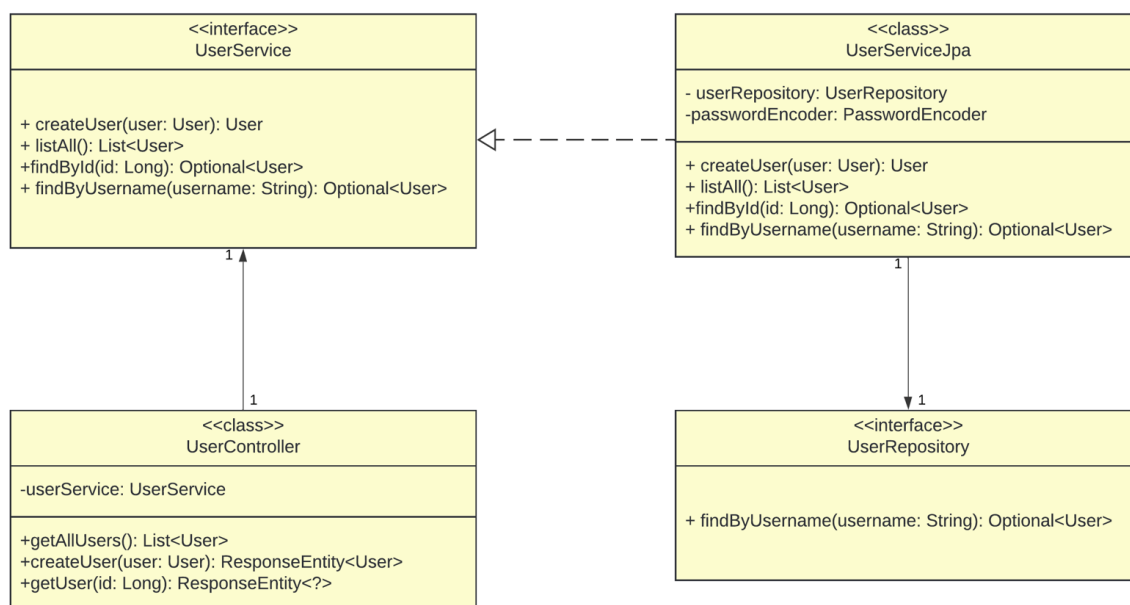 <<interface>>
UserService
+ createUser(user: User): User
+ listAll(): List<User>
+findById(id: Long): Optional<User>
+ findByUsername(username: String): Optional<User>
<<class>>
UserServiceJpa
- userRepository: UserRepository
-passwordEncoder: PasswordEncoder
+ createUser(user: User): User
+ listAll(): List<User>
+findById(id: Long): Optional<User>
+ findByUsername(username: String): Optional<User>
1
1
1
1
<<class>>
UserController
-userService: UserService
+getAllUsers(): List<User>
+createUser(user: User): ResponseEntity<User>
+getUser(id: Long): ResponseEntity<?>
<<interface>>
UserRepository
+ findByUsername(username: String): Optional<User>